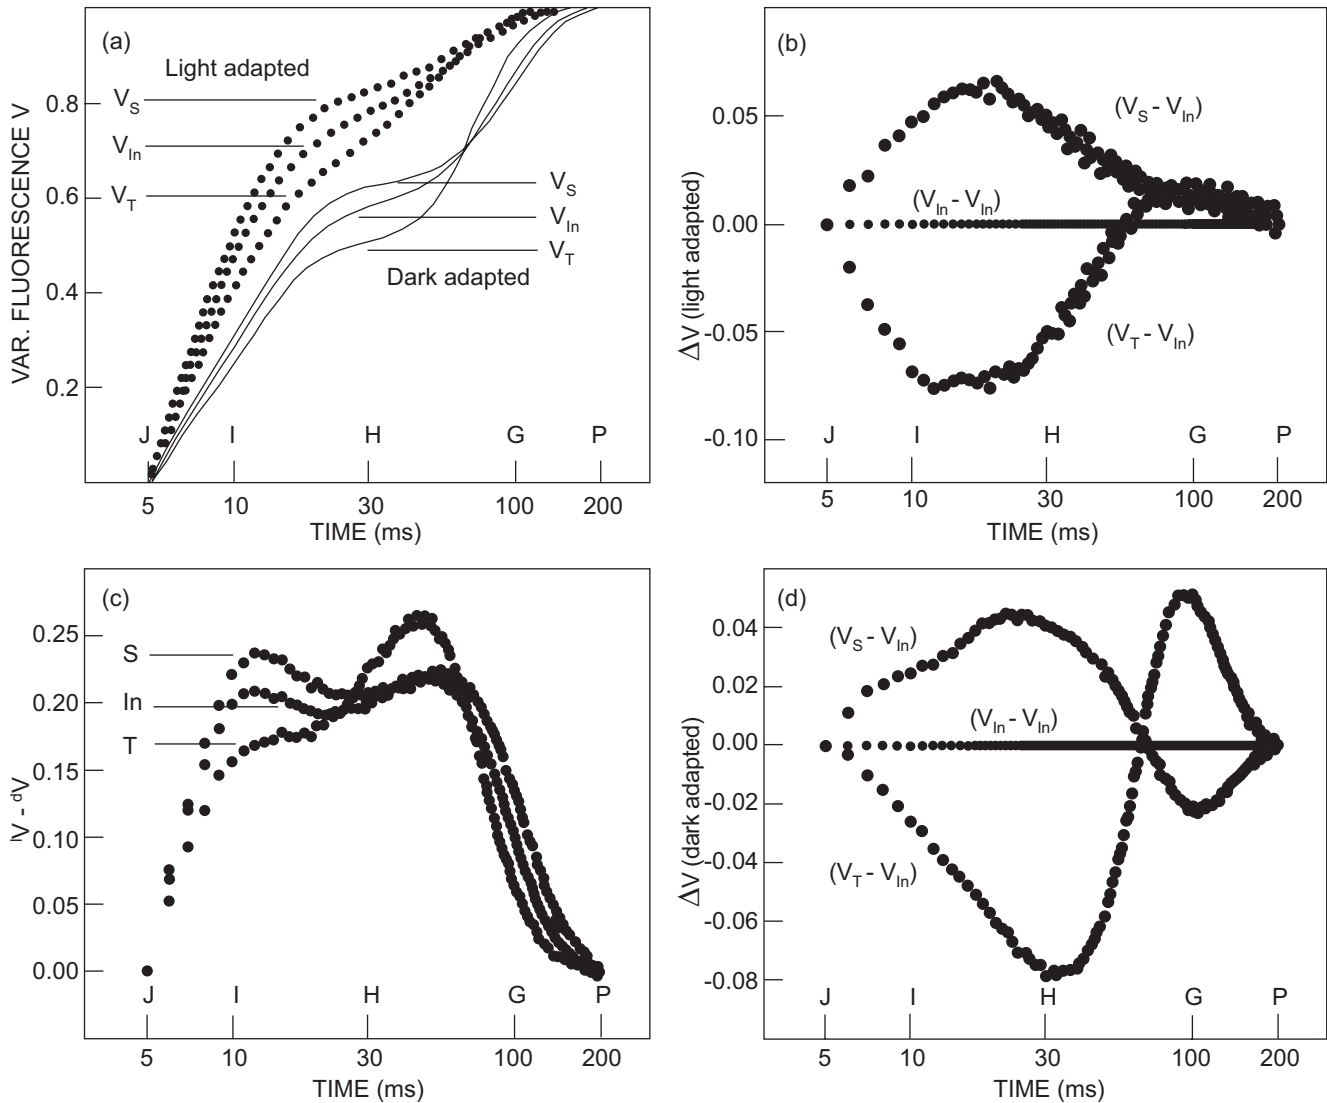 (a)
Light adapted
VS
VIn
VT
VS
VIn
VT
Dark adapted
VAR. FLUORESCENCE V
0.8
0.6
0.4
0.2
J I H G P
5 10 30 100 200
TIME (ms)
(b)
(VS – VIn)
(VIn – VIn)
(VT – VIn)
ΔV (light adapted)
0.05
0.00
-0.05
-0.10
J I H G P
5 10 30 100 200
TIME (ms)
(c)
S
In
T
lV - dV
0.25
0.20
0.15
0.10
0.05
0.00
J I H G P
5 10 30 100 200
TIME (ms)
(d)
(VS – VIn)
(VIn – VIn)
(VT – VIn)
ΔV (dark adapted)
0.04
0.02
0.00
-0.02
-0.04
-0.06
-0.08
J I H G P
5 10 30 100 200
TIME (ms)